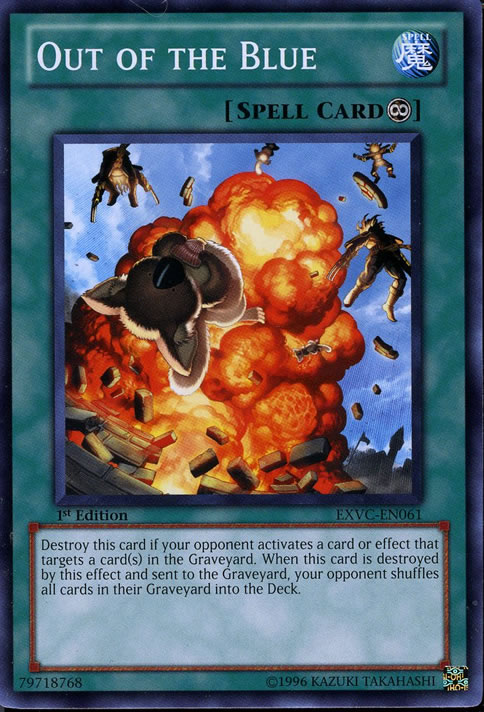 OUT OF THE BLUE
SPELL
魔
[SPELL CARD]
1st Edition
EXVC-EN061
Destroy this card if your opponent activates a card or effect that
targets a card(s) in the Graveyard. When this card is destroyed
by this effect and sent to the Graveyard, your opponent shuffles
all cards in their Graveyard into the Deck.
79718768
©1996 KAZUKI TAKAHASHI